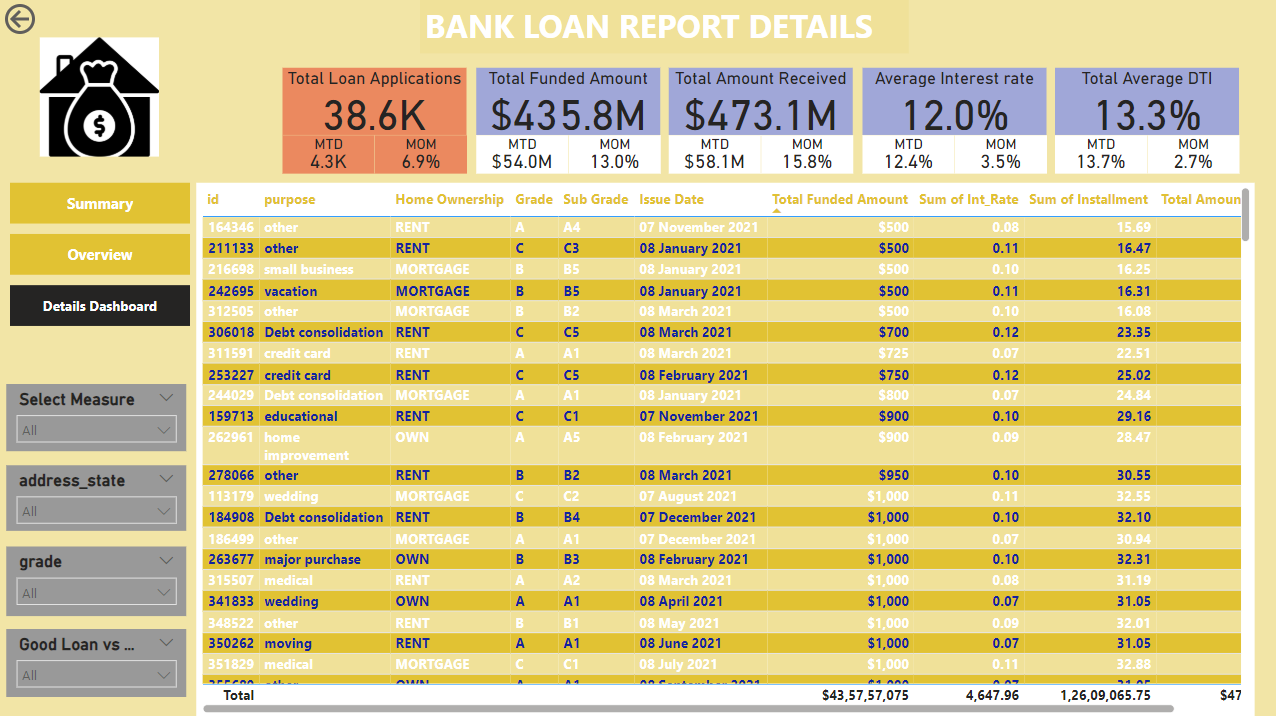 BANK LOAN REPORT DETAILS
$
Total Loan Applications
38.6K
MTD MOM
4.3K 6.9%
Total Funded Amount
$435.8M
MTD MOM
$54.0M 13.0%
Total Amount Received
$473.1M
MTD MOM
$58.1M 15.8%
Average Interest rate
12.0%
MTD MOM
12.4% 3.5%
Total Average DTI
13.3%
MTD MOM
13.7% 2.7%
Summary
Overview
Details Dashboard
Select Measure
All
address_state
All
grade
All
Good Loan vs ...
All
id purpose Home Ownership Grade Sub Grade Issue Date Total Funded Amount Sum of Int_Rate Sum of Installment Total Amoun
164346 other RENT A A4 07 November 2021 $500 0.08 15.69
211133 other RENT C C3 08 January 2021 $500 0.11 16.47
216698 small business MORTGAGE B B5 08 January 2021 $500 0.10 16.25
242695 vacation MORTGAGE B B5 08 January 2021 $500 0.11 16.31
312505 other MORTGAGE B B2 08 March 2021 $500 0.10 16.08
306018 Debt consolidation RENT C C5 08 March 2021 $700 0.12 23.35
311591 credit card RENT A A1 08 March 2021 $725 0.07 22.51
253227 credit card RENT C C5 08 February 2021 $750 0.12 25.02
244029 Debt consolidation MORTGAGE A A1 08 January 2021 $800 0.07 24.84
159713 educational RENT C C1 07 November 2021 $900 0.10 29.16
262961 home OWN A A5 08 February 2021 $900 0.09 28.47
improvement
278066 other RENT B B2 08 March 2021 $950 0.10 30.55
113179 wedding MORTGAGE C C2 07 August 2021 $1,000 0.11 32.55
184908 Debt consolidation RENT B B4 07 December 2021 $1,000 0.10 32.10
186499 other MORTGAGE A A1 07 December 2021 $1,000 0.07 30.94
263677 major purchase OWN B B3 08 February 2021 $1,000 0.10 32.31
315507 medical RENT A A2 08 March 2021 $1,000 0.08 31.19
341833 wedding OWN A A1 08 April 2021 $1,000 0.07 31.05
348522 other RENT B B1 08 May 2021 $1,000 0.09 32.01
350262 moving RENT A A1 08 June 2021 $1,000 0.07 31.05
351829 medical MORTGAGE C C1 08 July 2021 $1,000 0.11 32.88
Total $43,57,57,075 4,647.96 1,26,09,065.75 $47